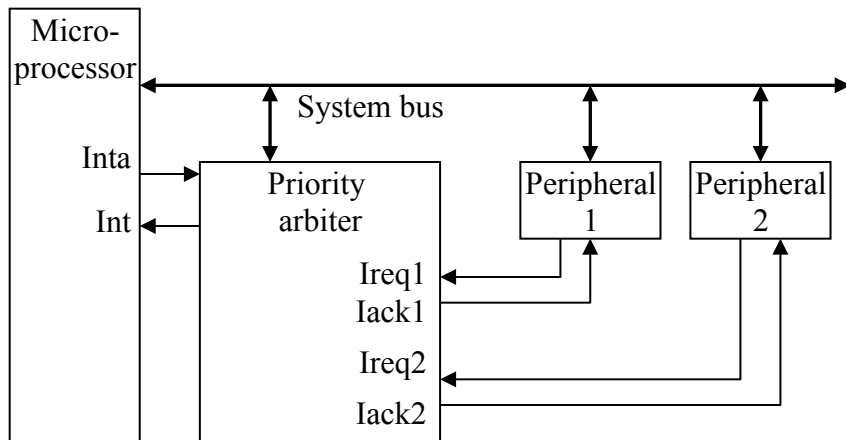 Micro-
processor
System bus
Inta
Int
Priority
arbiter
Peripheral
1
Peripheral
2
Ireq1
Iack1
Ireq2
Iack2